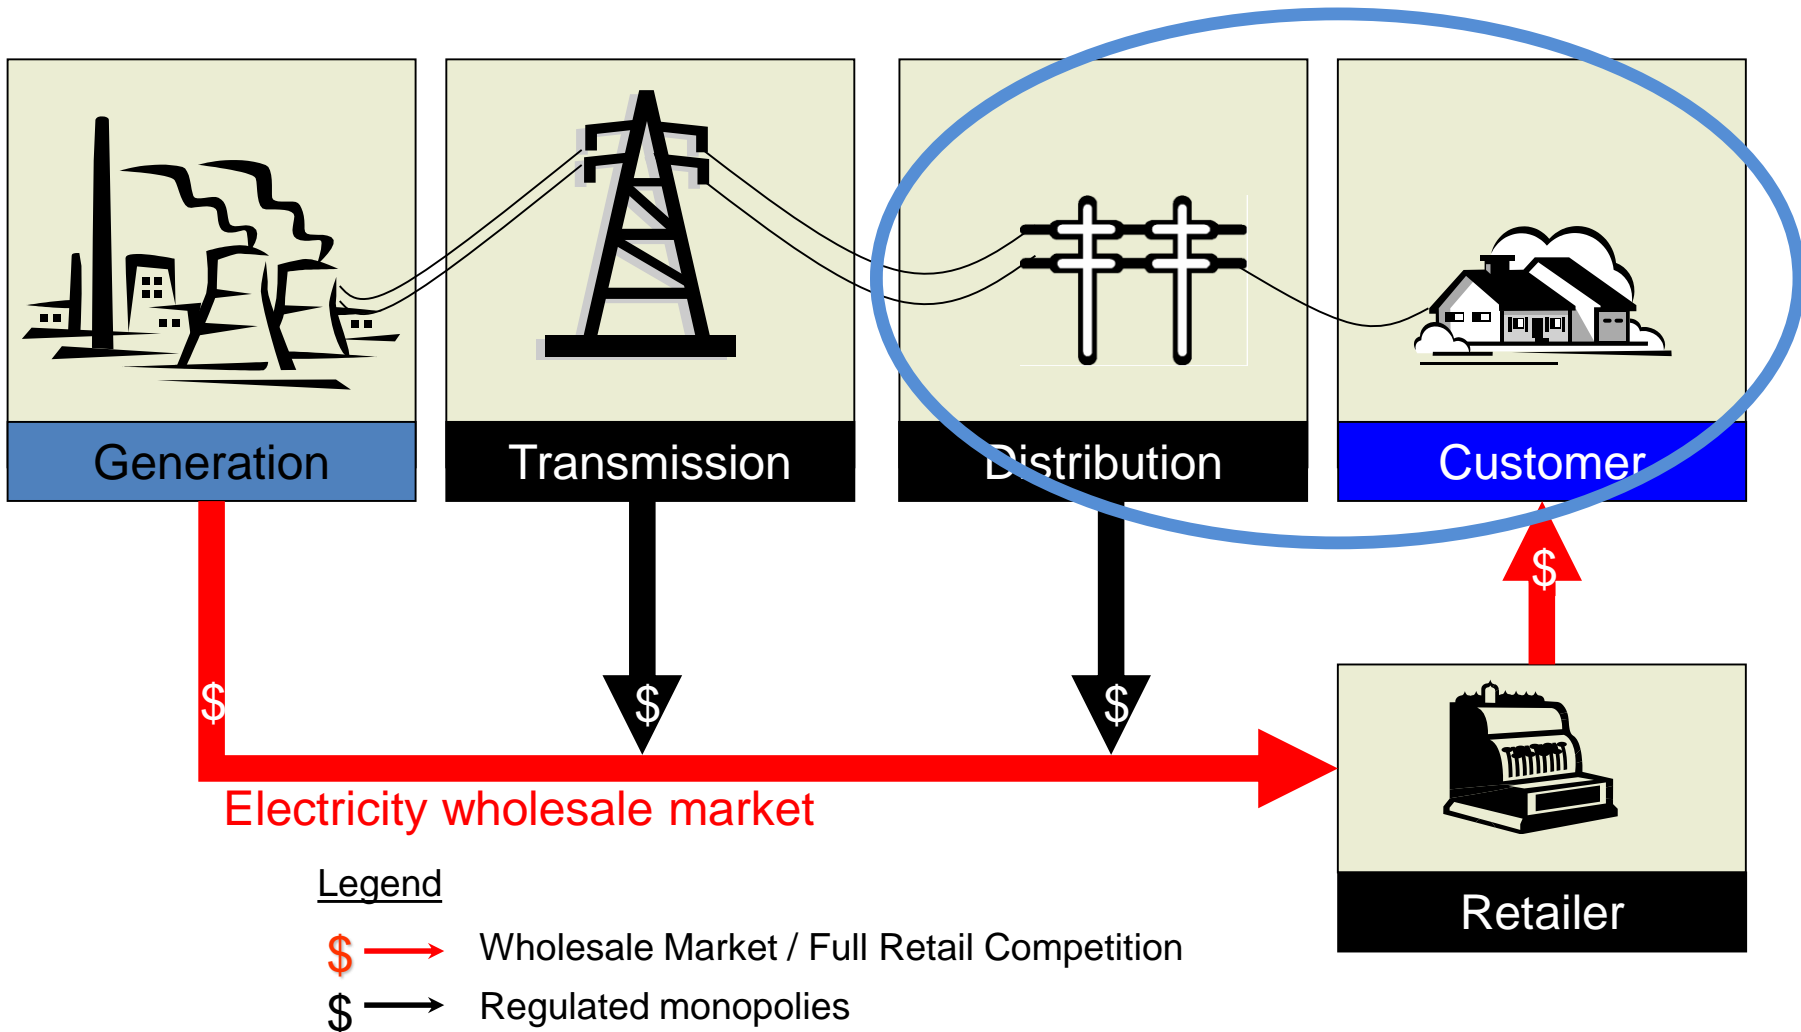 Generation
Transmission
Distribution
Customer
$
$
$
$
Electricity wholesale market
Retailer
Legend
$ Wholesale Market / Full Retail Competition
$ Regulated monopolies